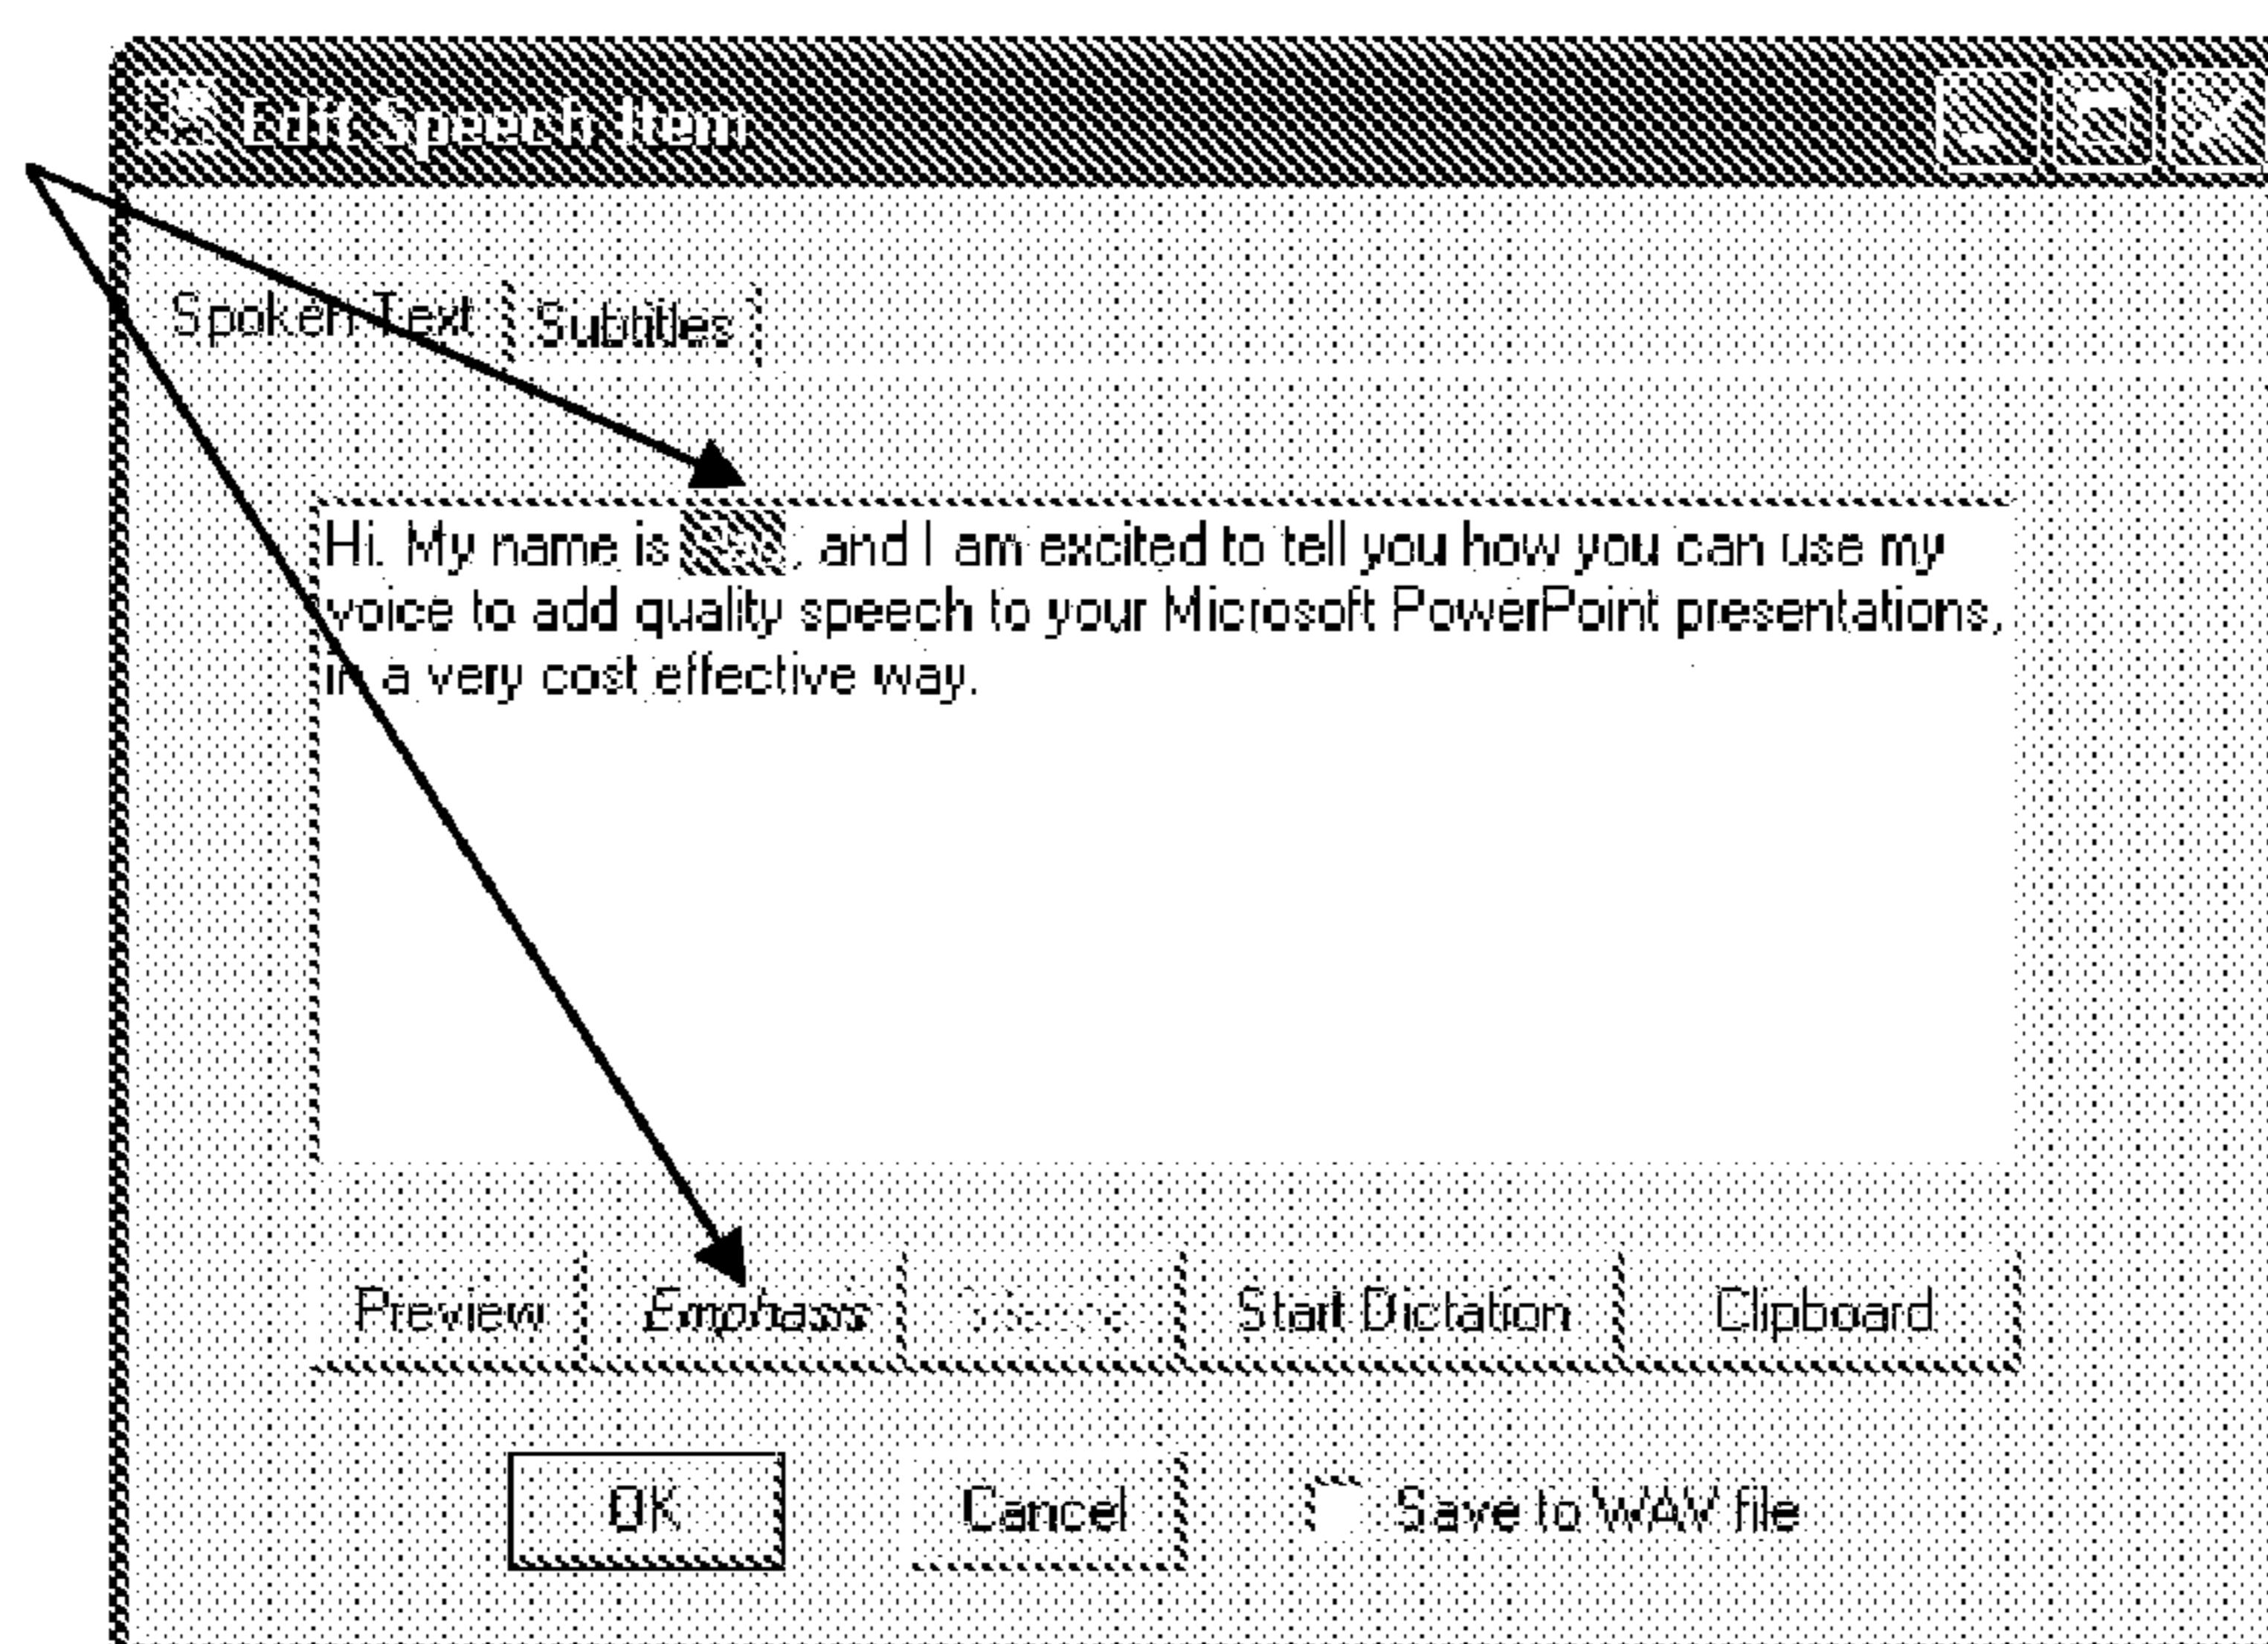 Edit Speech Item
Spoken Text Subtitles
Hi. My name is , and I am excited to tell you how you can use my
voice to add quality speech to your Microsoft PowerPoint presentations,
in a very cost effective way.
Preview Emphasis Start Dictation Clipboard
OK Cancel Save to WAV file